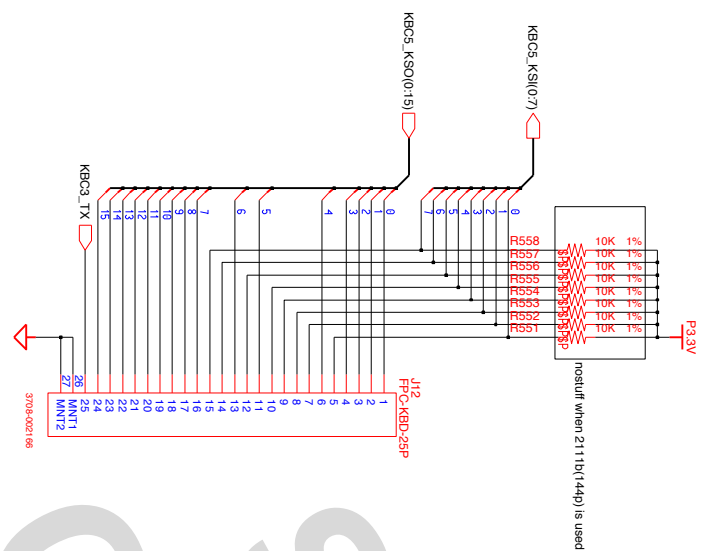 KBC5_KSI(0:7)
KBC5_KSO(0:15)
KBC3_TX
P3.3V
R558 10K 1%
R557 10K 1%
R556 10K 1%
R555 10K 1%
R554 10K 1%
R553 10K 1%
R552 10K 1%
R551 10K 1%
nostuff when 2111b(144p) is used
15 14 13 12 11 10 9 8 7 6 5 4 3 2 1 0
7 6 5 4 3 2 1 0
J12
FPC-KBD-25P
1
2
3
4
5
6
7
8
9
10
11
12
13
14
15
16
17
18
19
20
21
22
23
24
25
26 MNT1
27 MNT2
3708-002166